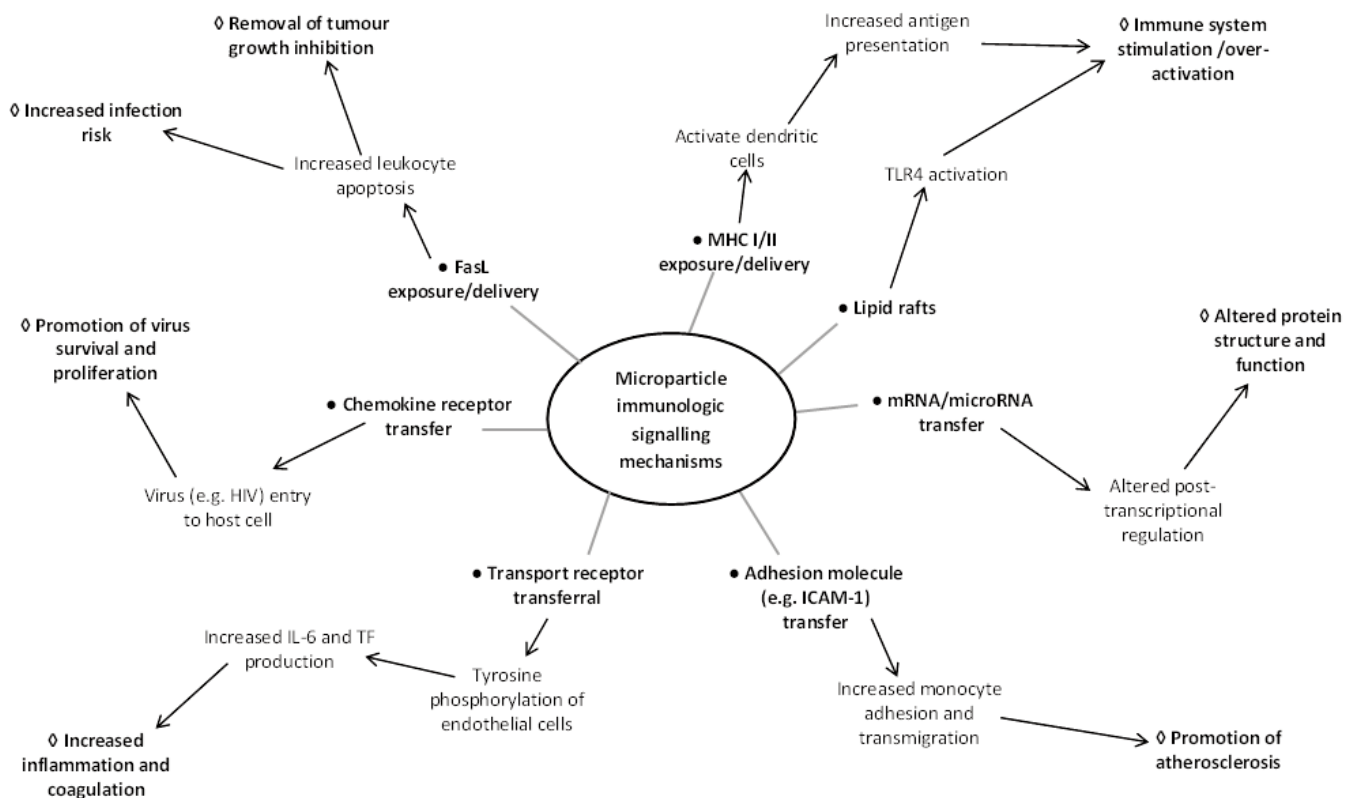 ◊ Removal of tumour
growth inhibition
◊ Increased infection
risk
Increased leukocyte
apoptosis
● FasL
exposure/delivery
Increased antigen
presentation
◊ Immune system
stimulation /over-
activation
Activate dendritic
cells
TLR4 activation
● MHC I/II
exposure/delivery
● Lipid rafts
◊ Promotion of virus
survival and
proliferation
● Chemokine receptor
transfer
Virus (e.g. HIV) entry
to host cell
Microparticle
immunologic
signalling
mechanisms
◊ Altered protein
structure and
function
● mRNA/microRNA
transfer
Altered post-
transcriptional
regulation
● Transport receptor
transferral
Increased IL-6 and TF
production
Tyrosine
phosphorylation of
endothelial cells
◊ Increased
inflammation and
coagulation
● Adhesion molecule
(e.g. ICAM-1)
transfer
Increased monocyte
adhesion and
transmigration
◊ Promotion of
atherosclerosis